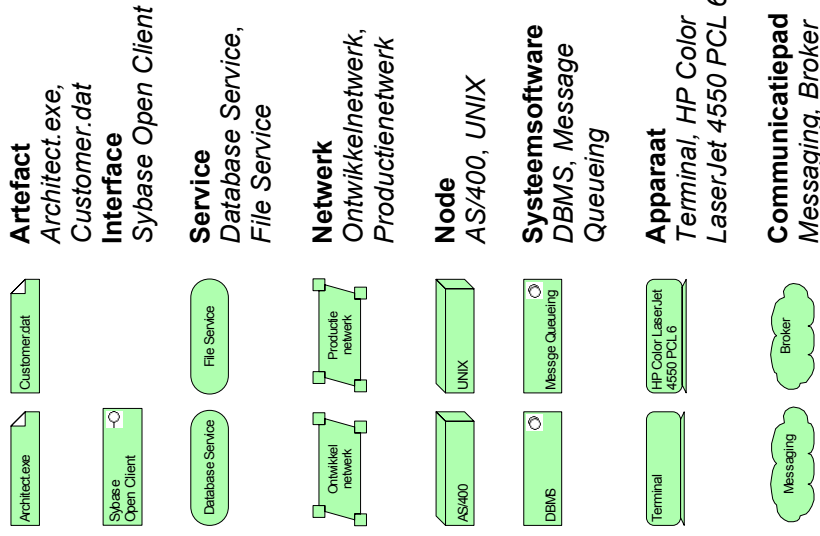 Architect.exe
Customer.dat
Artefact
Architect.exe,
Customer.dat
Sybase
Open Client
Interface
Sybase Open Client
Database Service
File Service
Service
Database Service,
File Service
Ontwikkel
netwerk
Productie
netwerk
Netwerk
Ontwikkelnetwerk,
Productienetwerk
AS/400
UNIX
Node
AS/400, UNIX
DBMS
Messge Queueing
Systeemsoftware
DBMS, Message
Queueing
Terminal
HP Color LaserJet
4550 PCL 6
Apparaat
Terminal, HP Color
LaserJet 4550 PCL 6
Messaging
Broker
Communicatiepad
Messaging, Broker